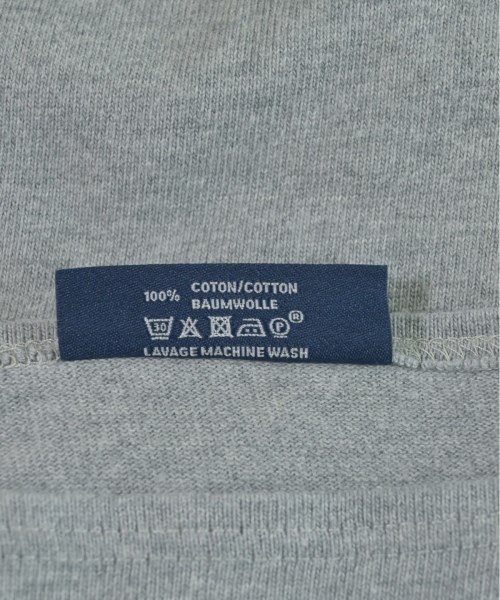 100% COTON/COTTON
BAUMWOLLE
30 P ®
LAVAGE MACHINE WASH